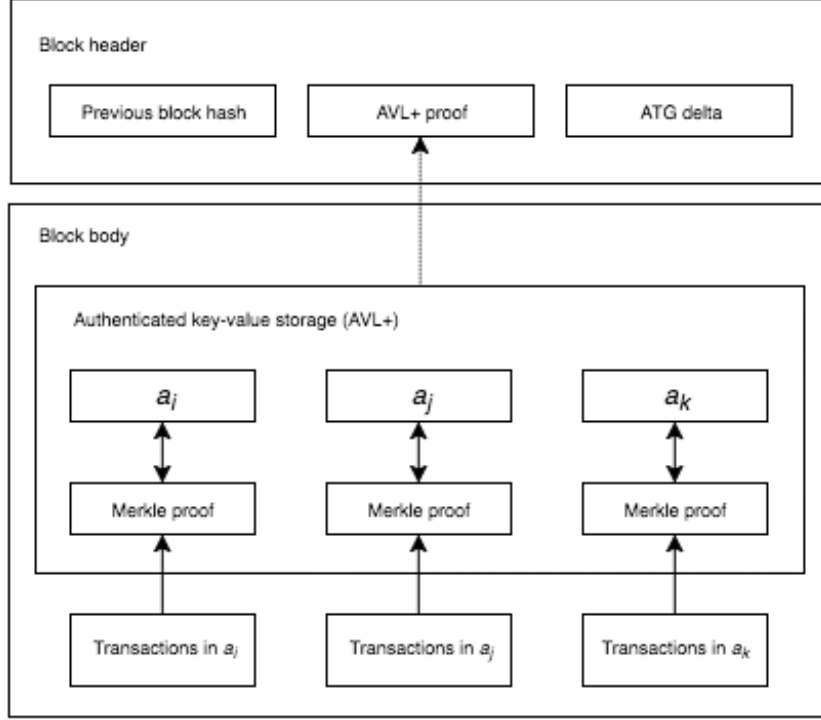 Block header
Previous block hash
AVL+ proof
ATG delta
Block body
Authenticated key-value storage (AVL+)
a_i
a_j
a_k
Merkle proof
Merkle proof
Merkle proof
Transactions in a_i
Transactions in a_j
Transactions in a_k